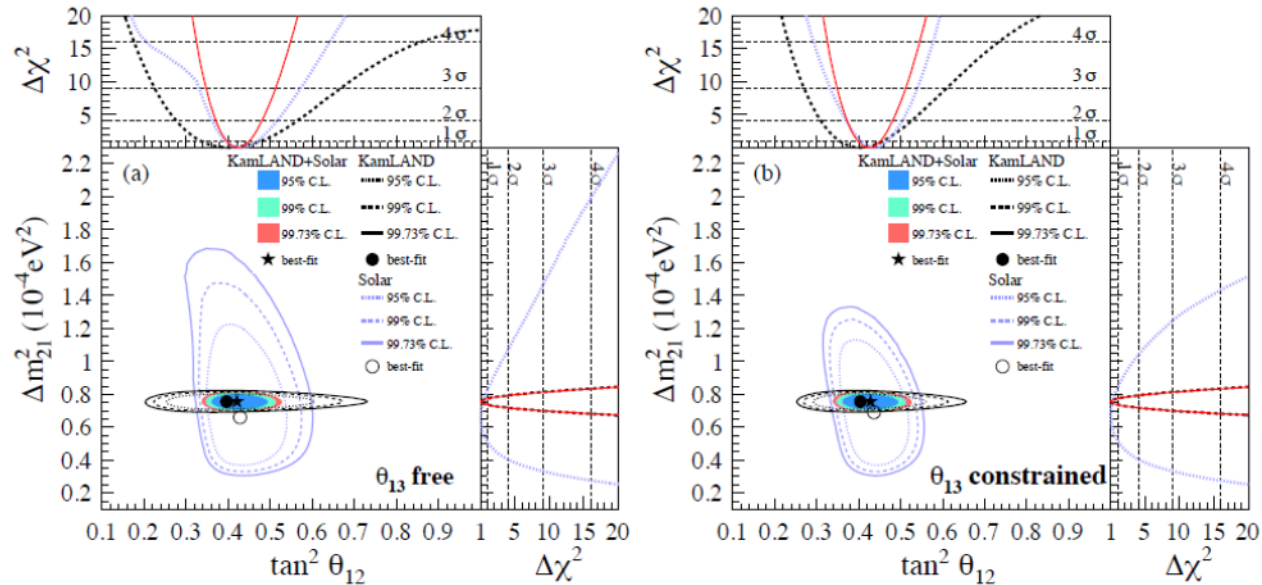 Δχ²
20
15
10
5
4σ
3σ
2σ
1σ
(a)
KamLAND+Solar
95% C.L.
99% C.L.
99.73% C.L.
best-fit
KamLAND
95% C.L.
99% C.L.
99.73% C.L.
best-fit
Solar
95% C.L.
99% C.L.
99.73% C.L.
best-fit
θ₁₃ free
Δm²₂₁ (10⁻⁴eV²)
2.2
2
1.8
1.6
1.4
1.2
1
0.8
0.6
0.4
0.2
0.1 0.2 0.3 0.4 0.5 0.6 0.7 0.8
tan² θ₁₂
1σ
2σ
3σ
4σ
1 5 10 15 20
Δχ²
Δχ²
20
15
10
5
4σ
3σ
2σ
1σ
(b)
KamLAND+Solar
95% C.L.
99% C.L.
99.73% C.L.
best-fit
KamLAND
95% C.L.
99% C.L.
99.73% C.L.
best-fit
Solar
95% C.L.
99% C.L.
99.73% C.L.
best-fit
θ₁₃ constrained
Δm²₂₁ (10⁻⁴eV²)
2.2
2
1.8
1.6
1.4
1.2
1
0.8
0.6
0.4
0.2
0.1 0.2 0.3 0.4 0.5 0.6 0.7 0.8
tan² θ₁₂
1σ
2σ
3σ
4σ
1 5 10 15 20
Δχ²